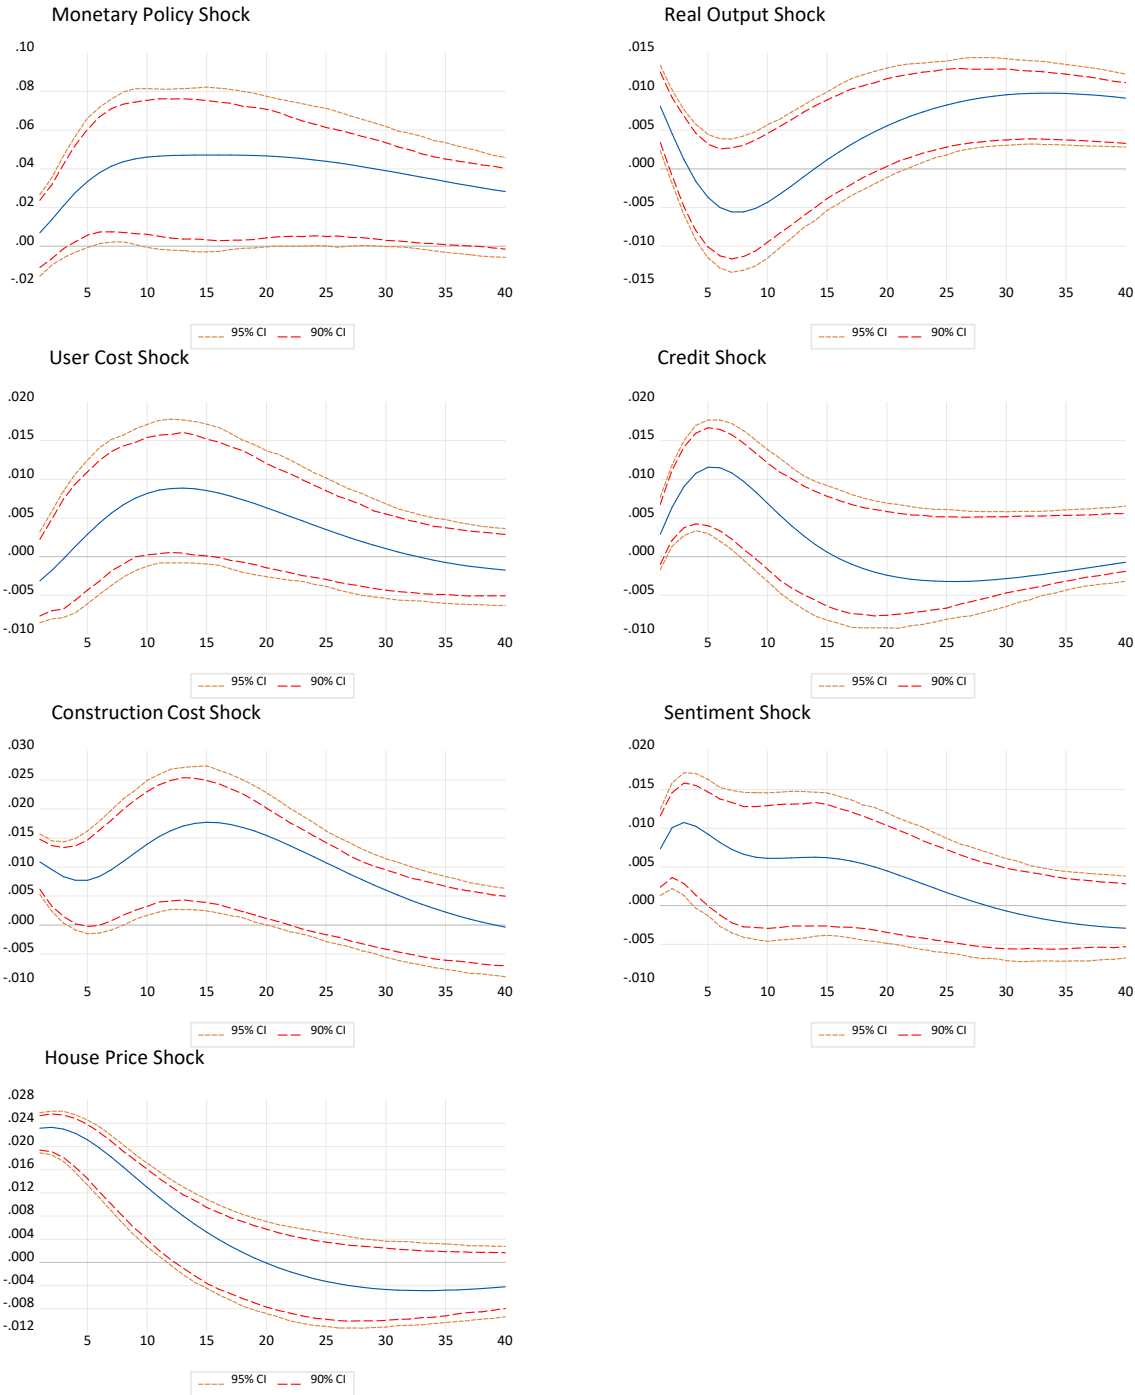 Monetary Policy Shock
.10
.08
.06
.04
.02
.00
-.02
5 10 15 20 25 30 35 40
95% CI 90% CI
Real Output Shock
.015
.010
.005
.000
-.005
-.010
-.015
5 10 15 20 25 30 35 40
95% CI 90% CI
User Cost Shock
.020
.015
.010
.005
.000
-.005
-.010
5 10 15 20 25 30 35 40
95% CI 90% CI
Credit Shock
.020
.015
.010
.005
.000
-.005
-.010
5 10 15 20 25 30 35 40
95% CI 90% CI
Construction Cost Shock
.030
.025
.020
.015
.010
.005
.000
-.005
-.010
5 10 15 20 25 30 35 40
95% CI 90% CI
Sentiment Shock
.020
.015
.010
.005
.000
-.005
-.010
5 10 15 20 25 30 35 40
95% CI 90% CI
House Price Shock
.028
.024
.020
.016
.012
.008
.004
.000
-.004
-.008
-.012
5 10 15 20 25 30 35 40
95% CI 90% CI